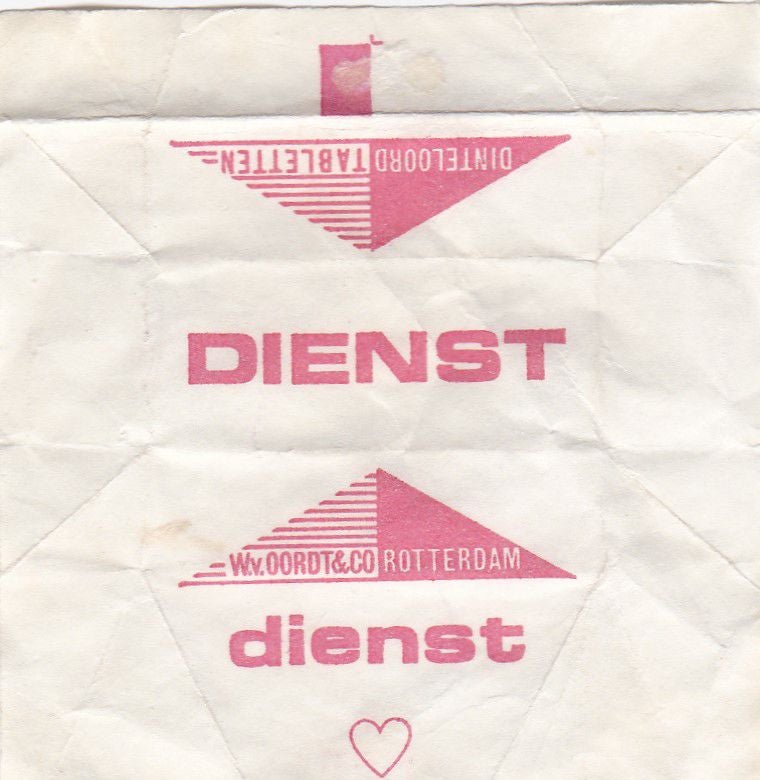 DINTELOORD TABLETTEN
DIENST
W.v. OORDT&CO ROTTERDAM
dienst